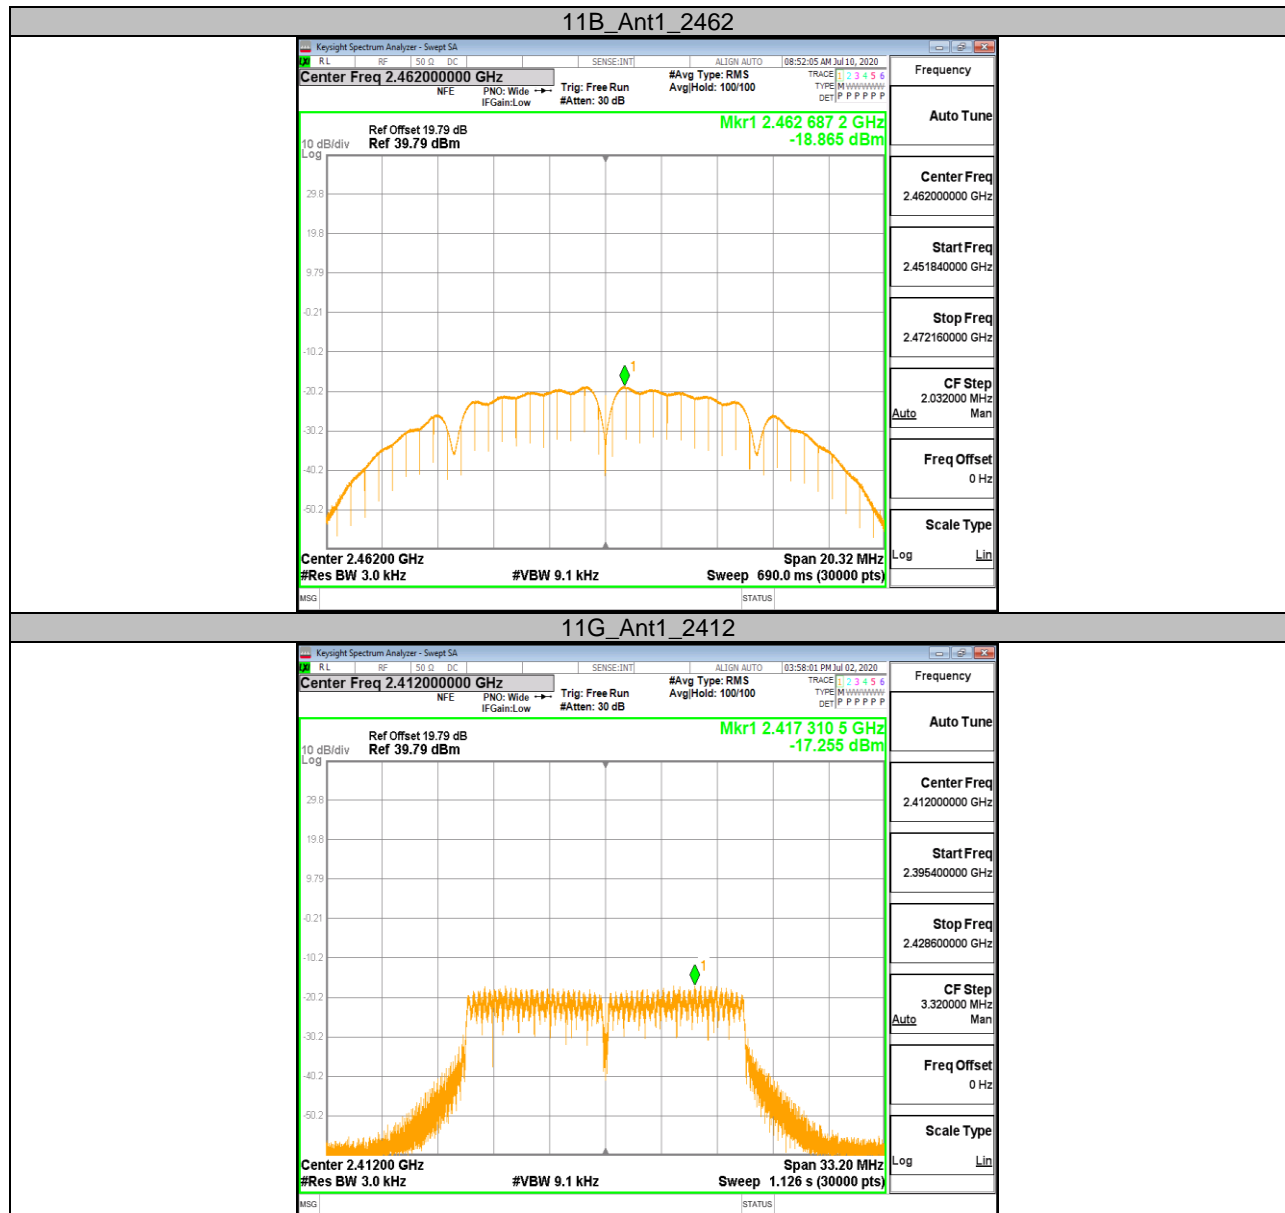 11B_Ant1_2462
Keysight Spectrum Analyzer - Swept SA
RL RF 50 Ω DC SENSE:INT ALIGN AUTO 08:52:05 AM Jul 10, 2020
Center Freq 2.462000000 GHz
NFE PNO: Wide Trig: Free Run #Avg Type: RMS TRACE 1 2 3 4 5 6
IFGain:Low #Atten: 30 dB Avg|Hold: 100/100 TYPE M WWWWW
DET P P P P P P
Frequency
Mkr1 2.462 687 2 GHz
-18.865 dBm
Ref Offset 19.79 dB
10 dB/div Ref 39.79 dBm
Log
29.8
19.8
9.79
-0.21
-10.2
-20.2
-30.2
-40.2
-50.2
1
Center 2.46200 GHz Span 20.32 MHz
#Res BW 3.0 kHz #VBW 9.1 kHz Sweep 690.0 ms (30000 pts)
MSG STATUS
Auto Tune
Center Freq
2.462000000 GHz
Start Freq
2.451840000 GHz
Stop Freq
2.472160000 GHz
CF Step
2.032000 MHz
Auto Man
Freq Offset
0 Hz
Scale Type
Log Lin
11G_Ant1_2412
Keysight Spectrum Analyzer - Swept SA
RL RF 50 Ω DC SENSE:INT ALIGN AUTO 03:58:01 PM Jul 02, 2020
Center Freq 2.412000000 GHz
NFE PNO: Wide Trig: Free Run #Avg Type: RMS TRACE 1 2 3 4 5 6
IFGain:Low #Atten: 30 dB Avg|Hold: 100/100 TYPE M WWWWW
DET P P P P P P
Frequency
Mkr1 2.417 310 5 GHz
-17.255 dBm
Ref Offset 19.79 dB
10 dB/div Ref 39.79 dBm
Log
29.8
19.8
9.79
-0.21
-10.2
-20.2
-30.2
-40.2
-50.2
1
Center 2.41200 GHz Span 33.20 MHz
#Res BW 3.0 kHz #VBW 9.1 kHz Sweep 1.126 s (30000 pts)
MSG STATUS
Auto Tune
Center Freq
2.412000000 GHz
Start Freq
2.395400000 GHz
Stop Freq
2.428600000 GHz
CF Step
3.320000 MHz
Auto Man
Freq Offset
0 Hz
Scale Type
Log Lin